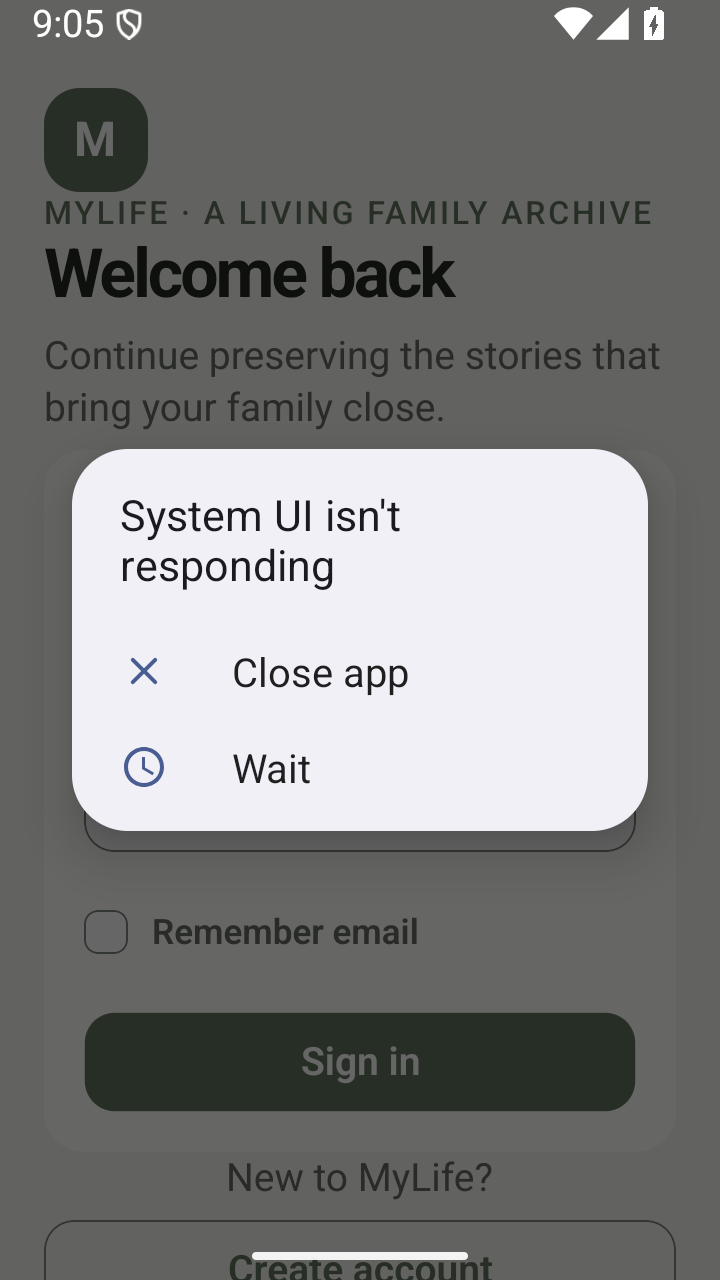 9:05
M
MYLIFE · A LIVING FAMILY ARCHIVE
Welcome back
Continue preserving the stories that
bring your family close.
System UI isn't
responding
Close app
Wait
Remember email
Sign in
New to MyLife?
Create account